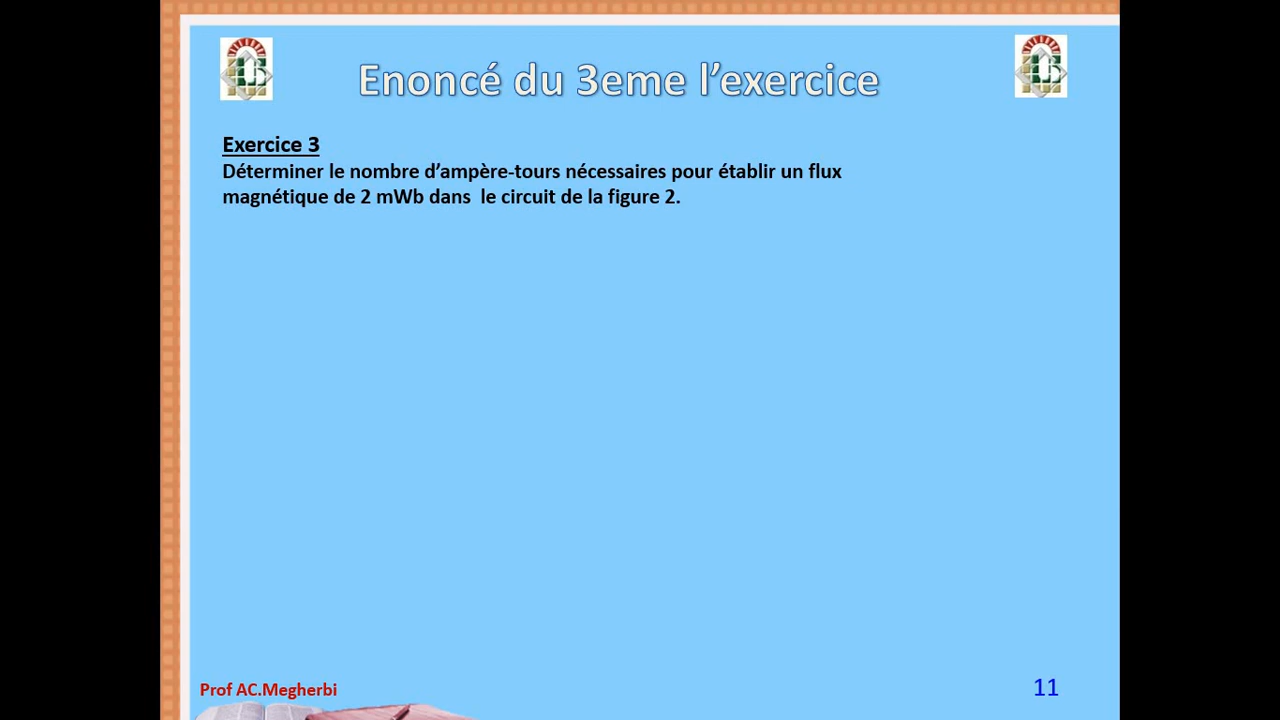 Enoncé du 3eme l’exercice
Exercice 3
Déterminer le nombre d’ampère-tours nécessaires pour établir un flux
magnétique de 2 mWb dans le circuit de la figure 2.
Prof AC.Megherbi
11